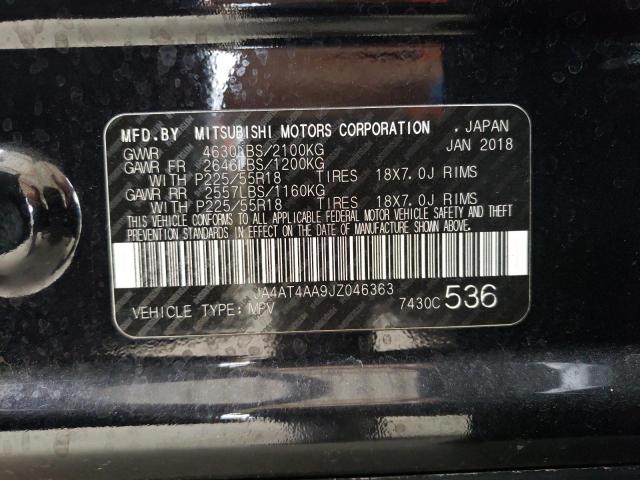 MFD.BY MITSUBISHI MOTORS CORPORATION , JAPAN
GVWR 4630LBS/2100KG JAN 2018
GAWR FR 2646LBS/1200KG
WITH P225/55R18 TIRES 18X7.0J RIMS
GAWR RR 2557LBS/1160KG
WITH P225/55R18 TIRES 18X7.0J RIMS
THIS VEHICLE CONFORMS TO ALL APPLICABLE FEDERAL MOTOR VEHICLE SAFETY AND THEFT
PREVENTION STANDARDS IN EFFECT ON THE DATE OF MANUFACTURE SHOWN ABOVE.
JA4AT4AA9JZ046363
VEHICLE TYPE: MPV 7430C 536